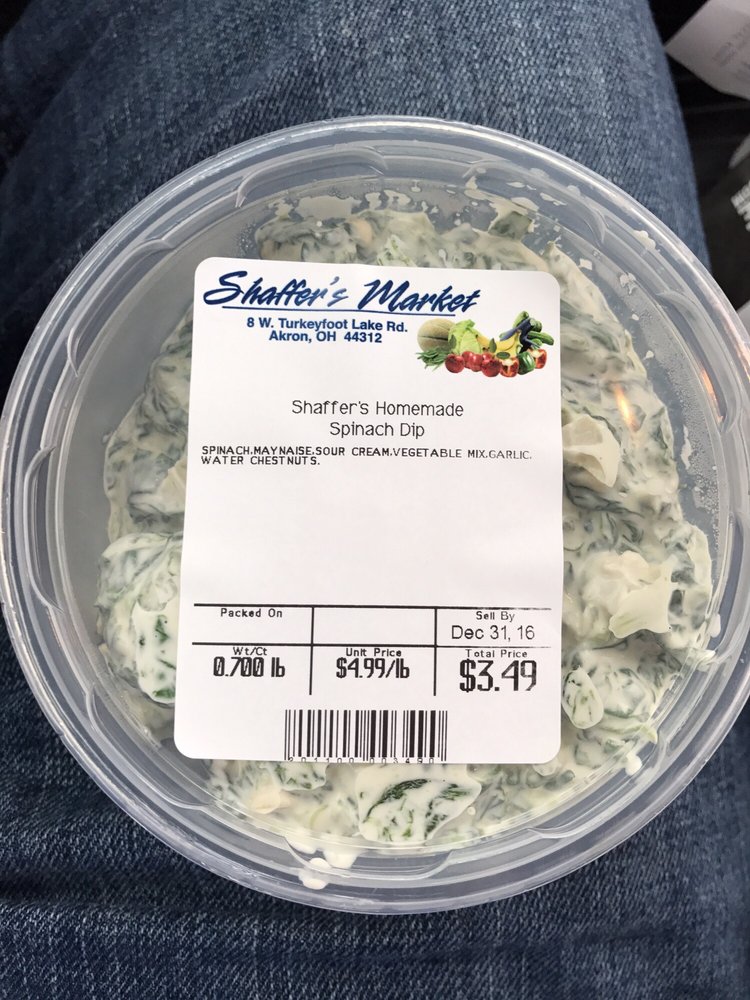 Shaffer's Market
8 W. Turkeyfoot Lake Rd.
Akron, OH 44312
Shaffer's Homemade
Spinach Dip
SPINACH,MAYNAISE,SOUR CREAM,VEGETABLE MIX,GARLIC,
WATER CHESTNUTS.
Packed On
Sell By
Dec 31, 16
Wt/Ct
Unit Price
Total Price
0.700 lb
$4.99/lb
$3.49